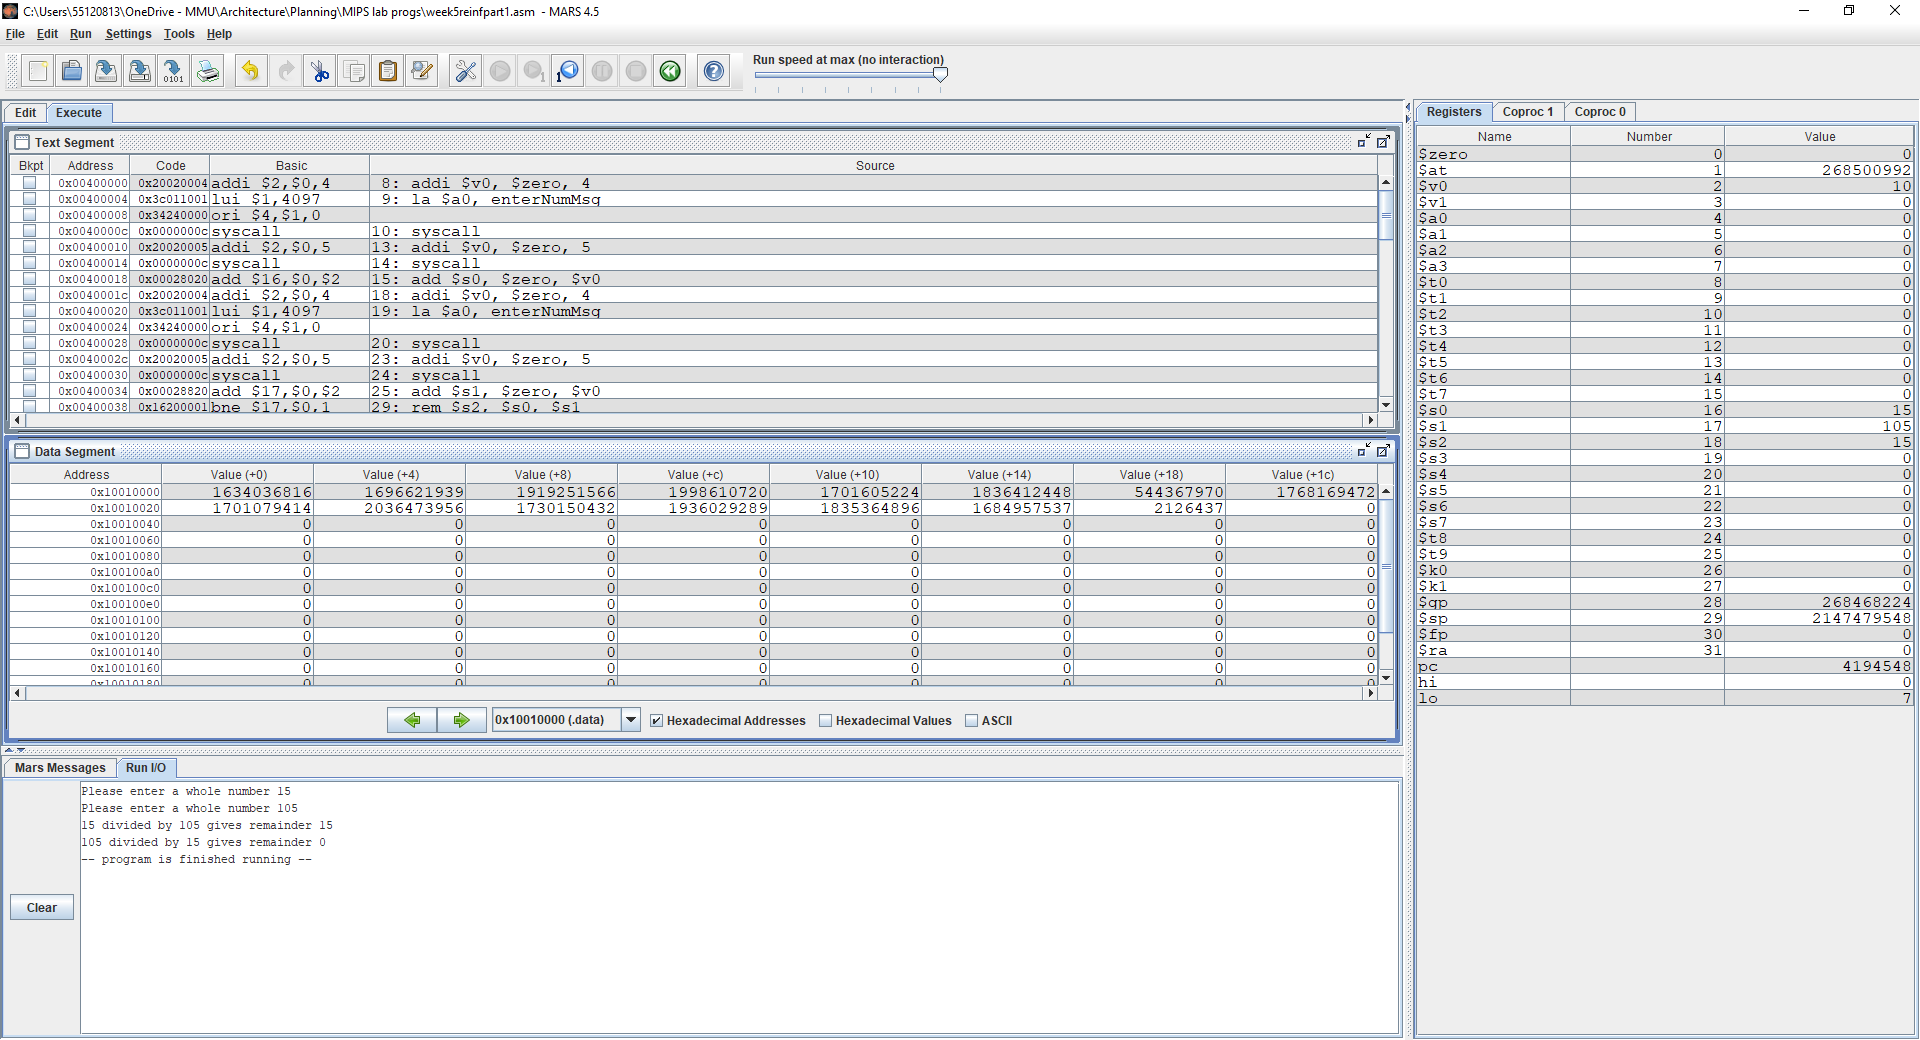 C:\Users\55120813\OneDrive - MMU\Architecture\Planning\MIPS lab progs\week5reinfpart1.asm - MARS 4.5
File Edit Run Settings Tools Help
Run speed at max (no interaction)
Edit Execute
Text Segment
Bkpt Address Code Basic Source
0x00400000 0x20020004 addi $2,$0,4 8: addi $v0, $zero, 4
0x00400004 0x3c011001 lui $1,4097 9: la $a0, enterNumMsg
0x00400008 0x34240000 ori $4,$1,0
0x0040000c 0x0000000c syscall 10: syscall
0x00400010 0x20020005 addi $2,$0,5 13: addi $v0, $zero, 5
0x00400014 0x0000000c syscall 14: syscall
0x00400018 0x00028020 add $16,$0,$2 15: add $s0, $zero, $v0
0x0040001c 0x20020004 addi $2,$0,4 18: addi $v0, $zero, 4
0x00400020 0x3c011001 lui $1,4097 19: la $a0, enterNumMsg
0x00400024 0x34240000 ori $4,$1,0
0x00400028 0x0000000c syscall 20: syscall
0x0040002c 0x20020005 addi $2,$0,5 23: addi $v0, $zero, 5
0x00400030 0x0000000c syscall 24: syscall
0x00400034 0x00028820 add $17,$0,$2 25: add $s1, $zero, $v0
0x00400038 0x16200001 bne $17,$0,1 29: rem $s2, $s0, $s1
Data Segment
Address Value (+0) Value (+4) Value (+8) Value (+c) Value (+10) Value (+14) Value (+18) Value (+1c)
0x10010000 1634036816 1696621939 1919251566 1998610720 1701605224 1836412448 544367970 1768169472
0x10010020 1701079414 2036473956 1730150432 1936029289 1835364896 1684957537 2126437 0
0x10010040 0 0 0 0 0 0 0 0
0x10010060 0 0 0 0 0 0 0 0
0x10010080 0 0 0 0 0 0 0 0
0x100100a0 0 0 0 0 0 0 0 0
0x100100c0 0 0 0 0 0 0 0 0
0x100100e0 0 0 0 0 0 0 0 0
0x10010100 0 0 0 0 0 0 0 0
0x10010120 0 0 0 0 0 0 0 0
0x10010140 0 0 0 0 0 0 0 0
0x10010160 0 0 0 0 0 0 0 0
0x10010180 0 0 0 0 0 0 0 0
0x10010000 (.data) Hexadecimal Addresses Hexadecimal Values ASCII
Mars Messages Run I/O
Please enter a whole number 15
Please enter a whole number 105
15 divided by 105 gives remainder 15
105 divided by 15 gives remainder 0
-- program is finished running --
Clear
Registers Coproc 1 Coproc 0
Name Number Value
$zero 0 0
$at 1 268500992
$v0 2 10
$v1 3 0
$a0 4 0
$a1 5 0
$a2 6 0
$a3 7 0
$t0 8 0
$t1 9 0
$t2 10 0
$t3 11 0
$t4 12 0
$t5 13 0
$t6 14 0
$t7 15 0
$s0 16 15
$s1 17 105
$s2 18 15
$s3 19 0
$s4 20 0
$s5 21 0
$s6 22 0
$s7 23 0
$t8 24 0
$t9 25 0
$k0 26 0
$k1 27 0
$gp 28 268468224
$sp 29 2147479548
$fp 30 0
$ra 31 0
pc 4194548
hi 0
lo 7